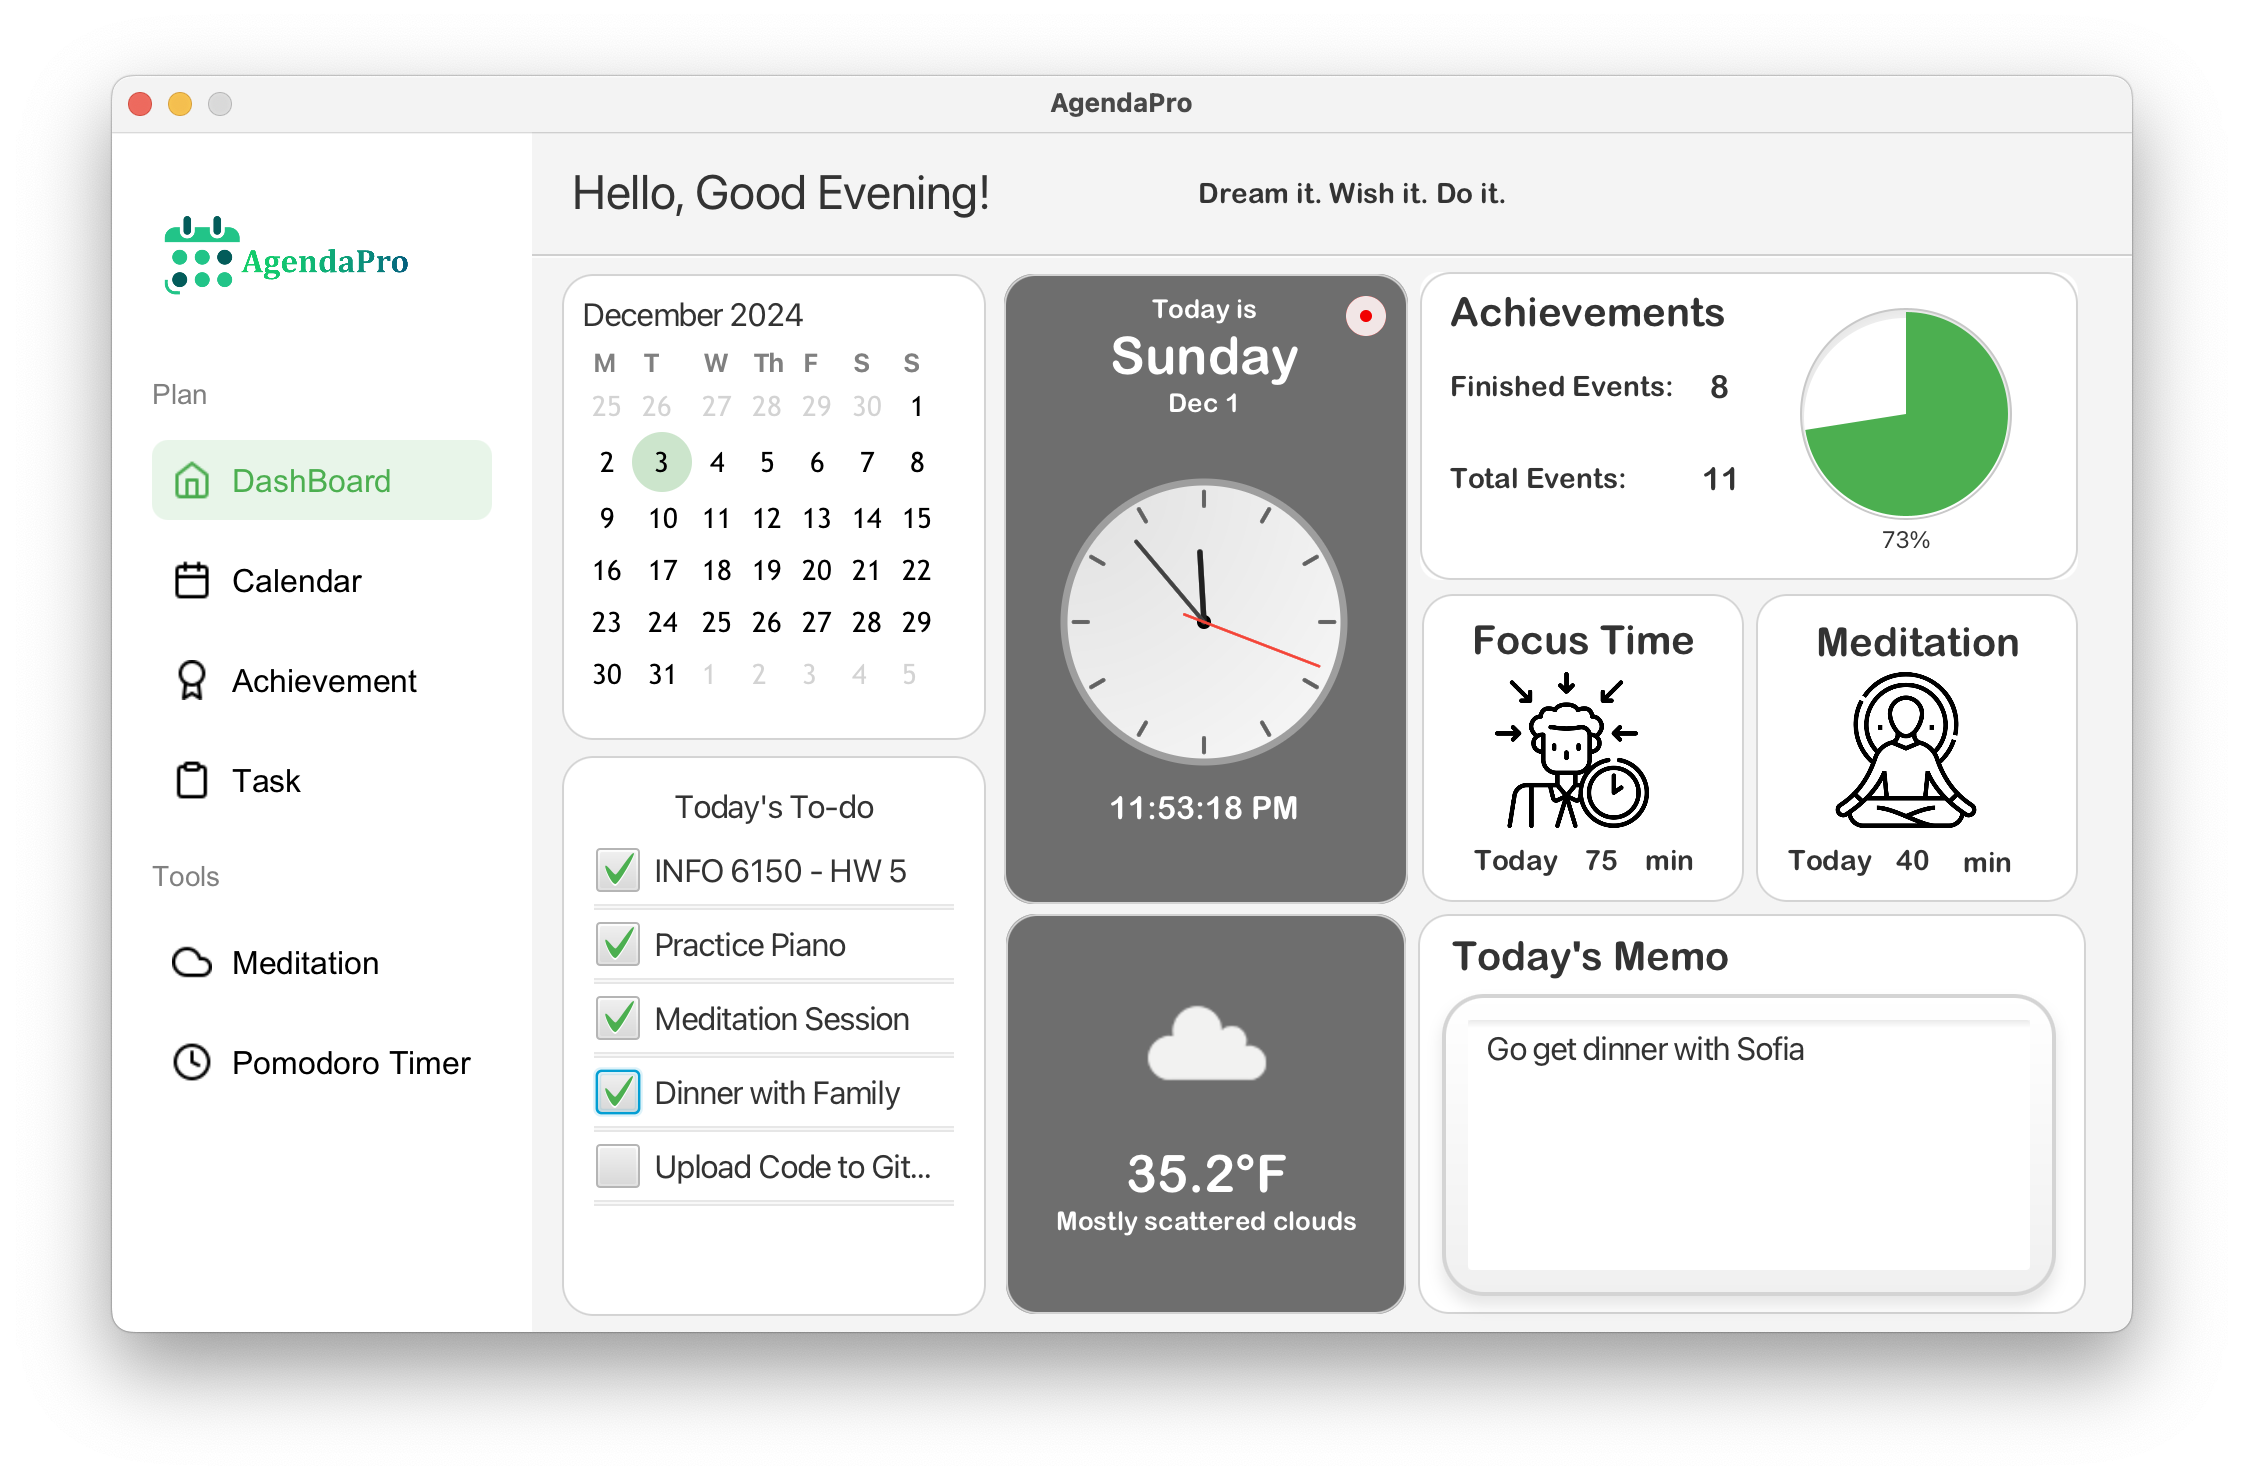 AgendaPro
AgendaPro
Plan
DashBoard
Calendar
Achievement
Task
Tools
Meditation
Pomodoro Timer
Hello, Good Evening!
Dream it. Wish it. Do it.
December 2024
M T W Th F S S
25 26 27 28 29 30 1
2 3 4 5 6 7 8
9 10 11 12 13 14 15
16 17 18 19 20 21 22
23 24 25 26 27 28 29
30 31 1 2 3 4 5
Today's To-do
INFO 6150 - HW 5
Practice Piano
Meditation Session
Dinner with Family
Upload Code to Git...
Today is
Sunday
Dec 1
11:53:18 PM
35.2°F
Mostly scattered clouds
Achievements
Finished Events: 8
Total Events: 11
73%
Focus Time
Today 75 min
Meditation
Today 40 min
Today's Memo
Go get dinner with Sofia